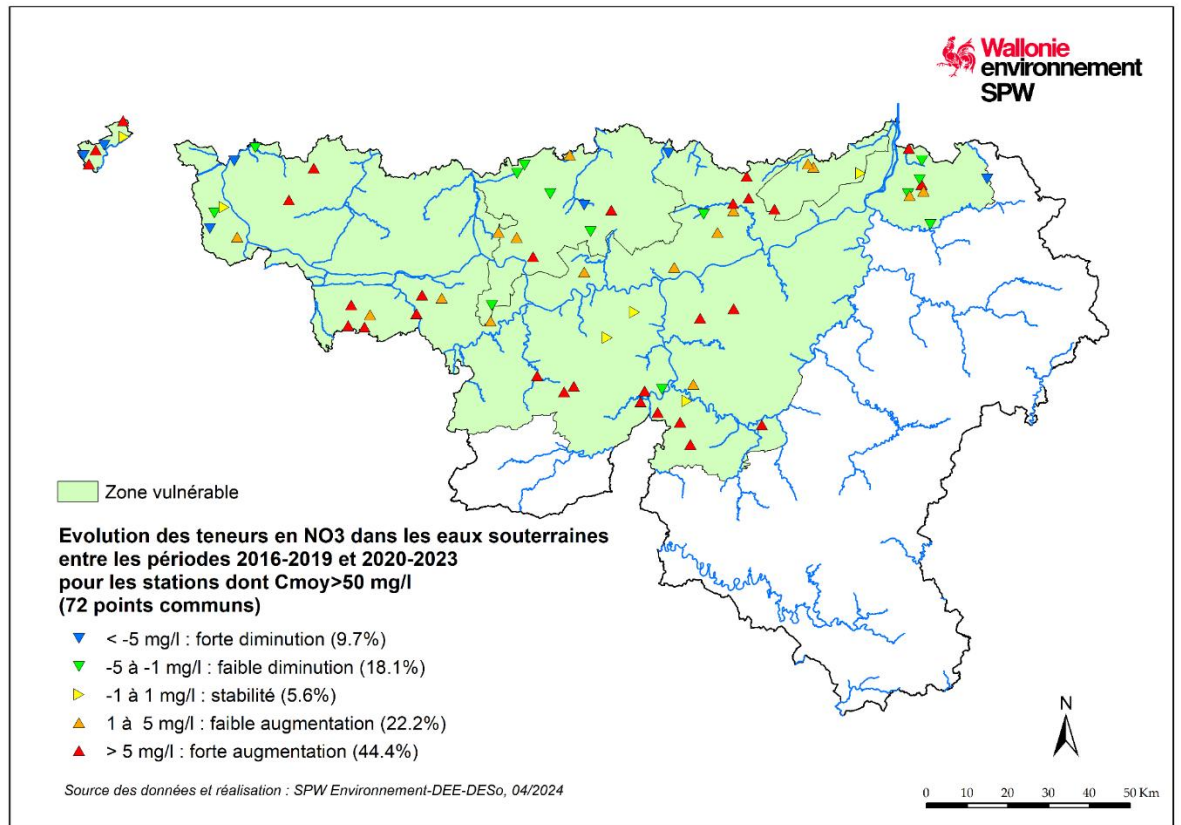 Wallonie
environnement
SPW
Zone vulnérable
Evolution des teneurs en NO3 dans les eaux souterraines
entre les périodes 2016-2019 et 2020-2023
pour les stations dont Cmoy>50 mg/l
(72 points communs)
< -5 mg/l : forte diminution (9.7%)
-5 à -1 mg/l : faible diminution (18.1%)
-1 à 1 mg/l : stabilité (5.6%)
1 à 5 mg/l : faible augmentation (22.2%)
> 5 mg/l : forte augmentation (44.4%)
Source des données et réalisation : SPW Environnement-DEE-DESo, 04/2024
N
0 10 20 30 40 50 Km